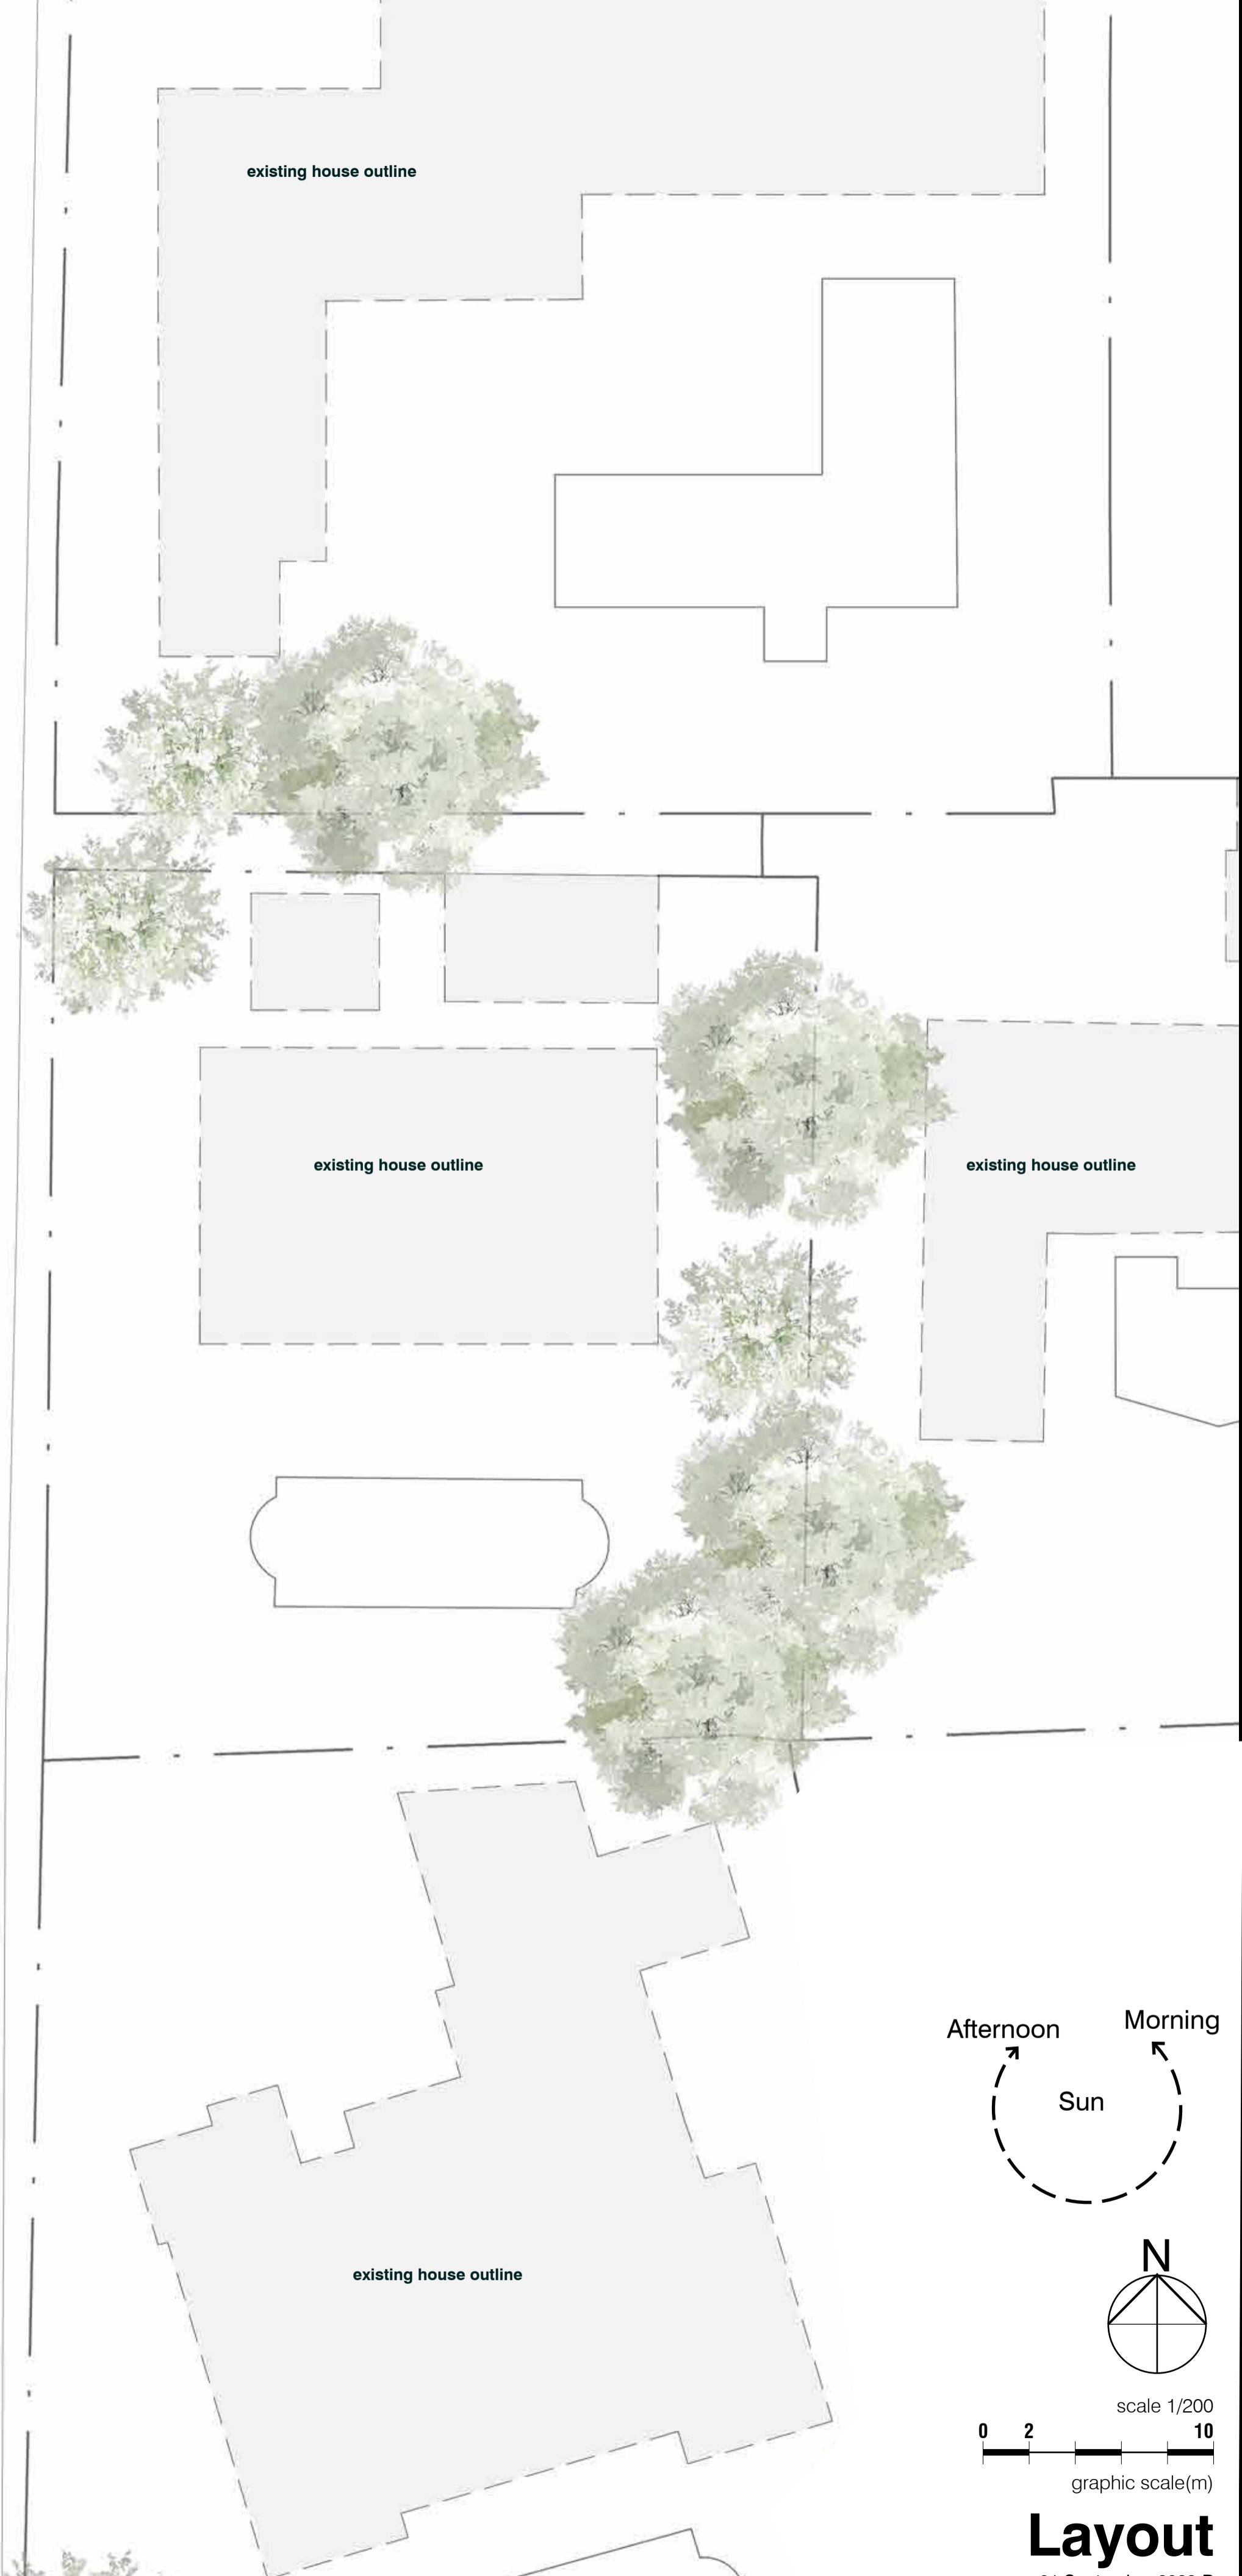 existing house outline
existing house outline
existing house outline
Afternoon
Morning
Sun
existing house outline
N
scale 1/200
0 2 10
graphic scale(m)
Layout